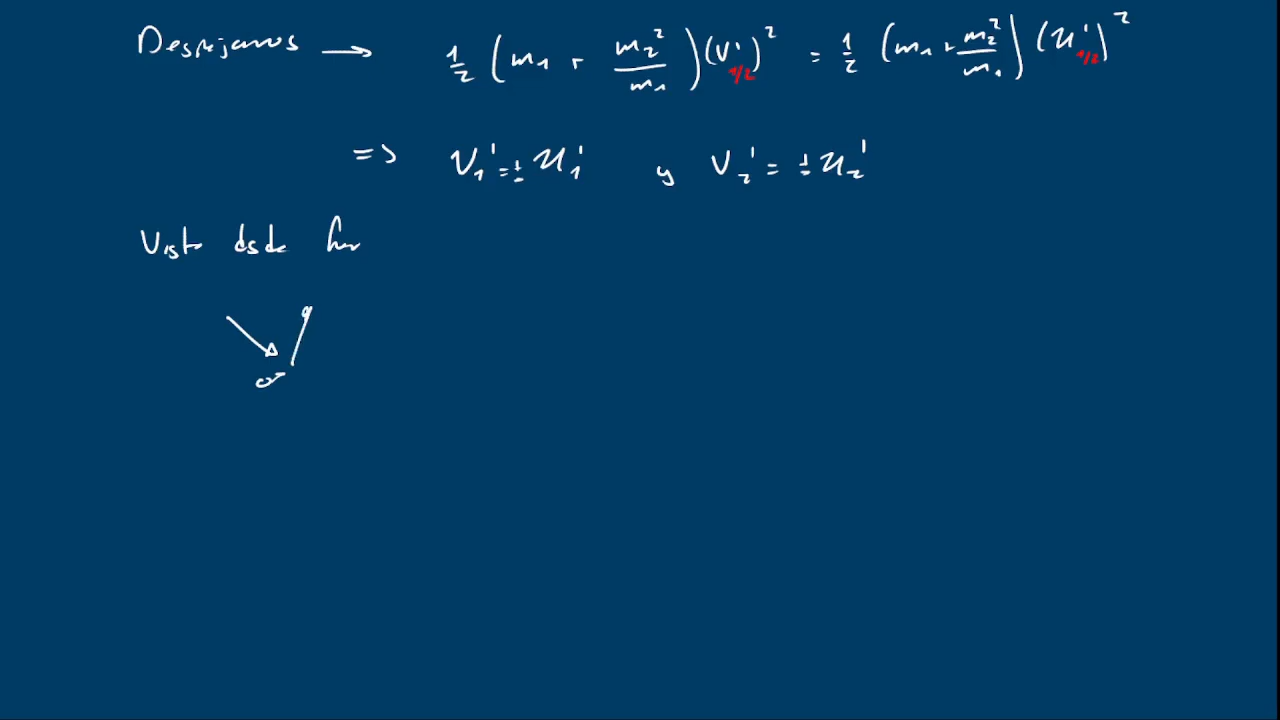 Despejamos → 1/2 (m₁ + m₂²/m₁)(v'₁/₂)² = 1/2 (m₁ + m₂²/m₁)(u'₁/₂)²
=> v₁' = ± u₁' y v₂' = ± u₂'
Visto dsde